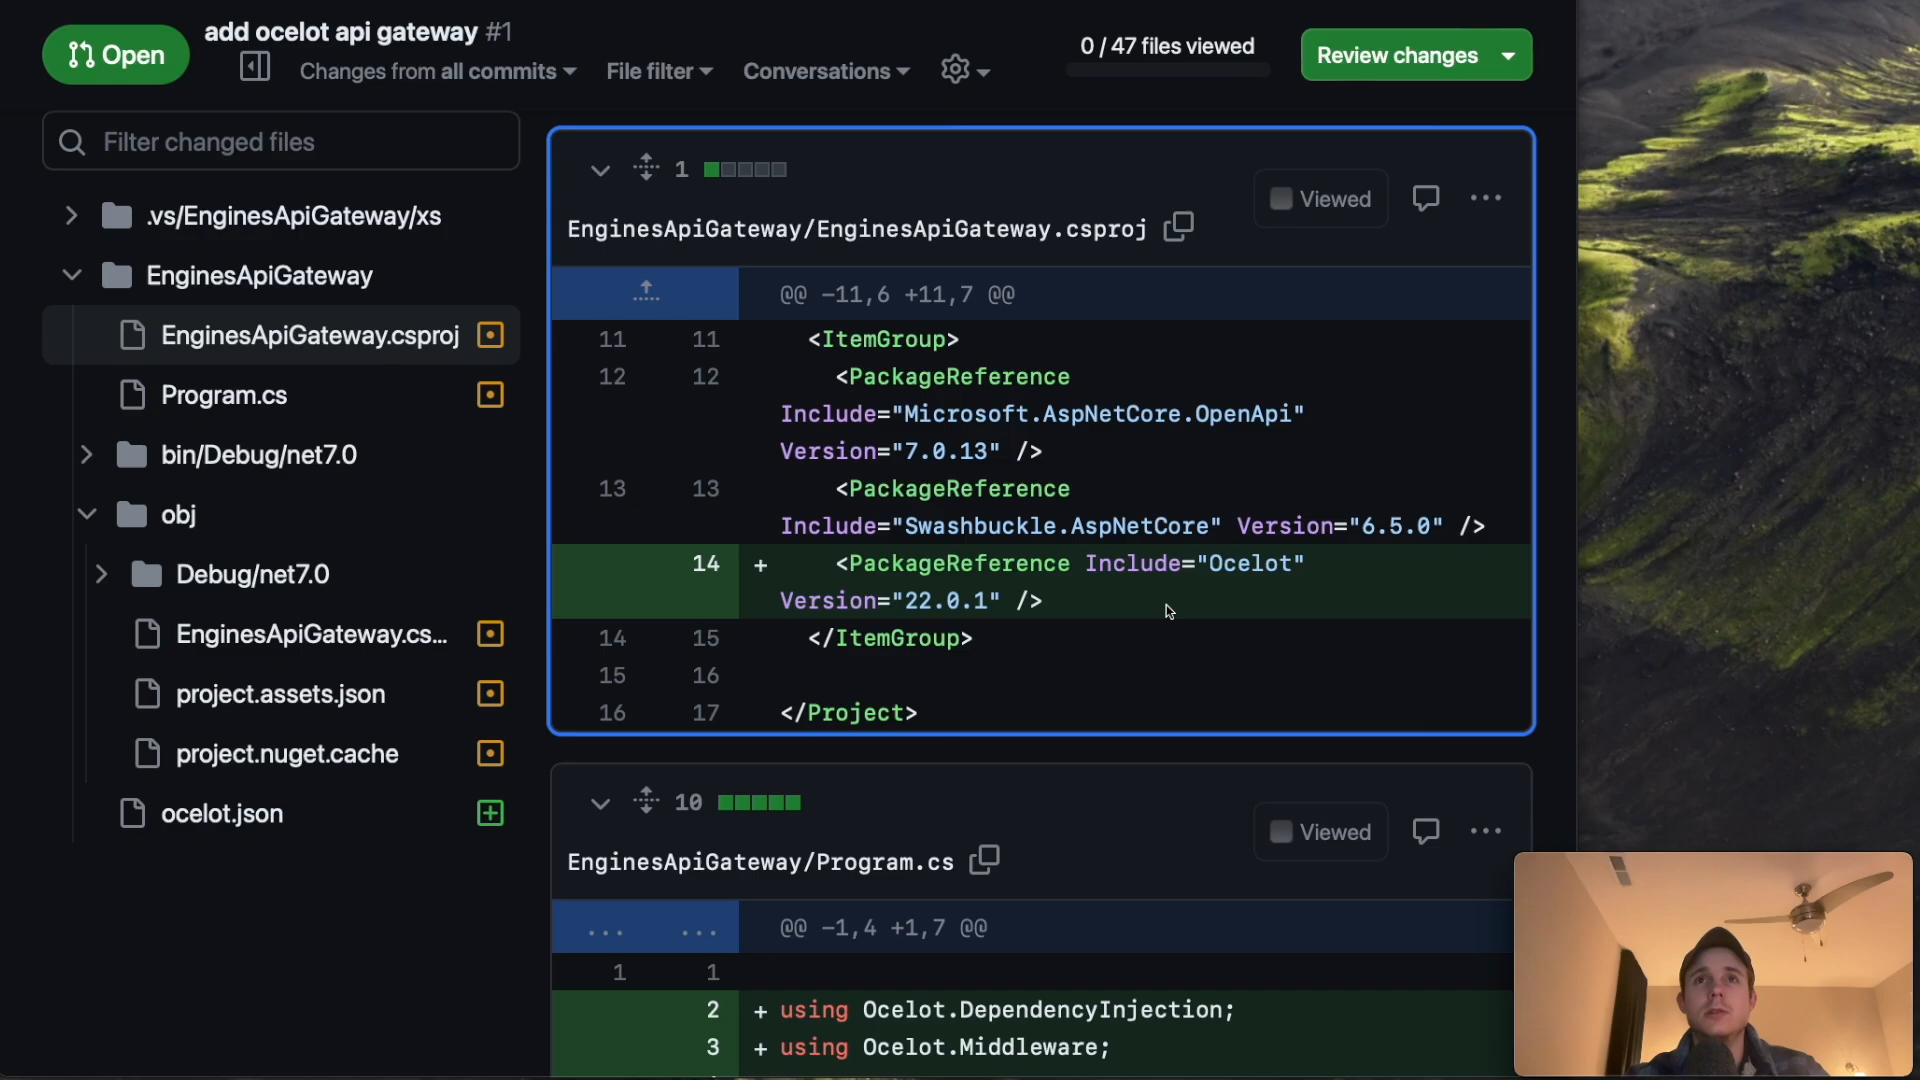 Open
add ocelot api gateway #1
Changes from all commits
File filter
Conversations
0 / 47 files viewed
Review changes
Filter changed files
.vs/EnginesApiGateway/xs
EnginesApiGateway
EnginesApiGateway.csproj
Program.cs
bin/Debug/net7.0
obj
Debug/net7.0
EnginesApiGateway.cs...
project.assets.json
project.nuget.cache
ocelot.json
1
Viewed
EnginesApiGateway/EnginesApiGateway.csproj
@@ -11,6 +11,7 @@
11 11 <ItemGroup>
12 12 <PackageReference
Include="Microsoft.AspNetCore.OpenApi"
Version="7.0.13" />
13 13 <PackageReference
Include="Swashbuckle.AspNetCore" Version="6.5.0" />
14 + <PackageReference Include="Ocelot"
Version="22.0.1" />
14 15 </ItemGroup>
15 16
16 17 </Project>
10
Viewed
EnginesApiGateway/Program.cs
... ... @@ -1,4 +1,7 @@
1 1
2 + using Ocelot.DependencyInjection;
3 + using Ocelot.Middleware;